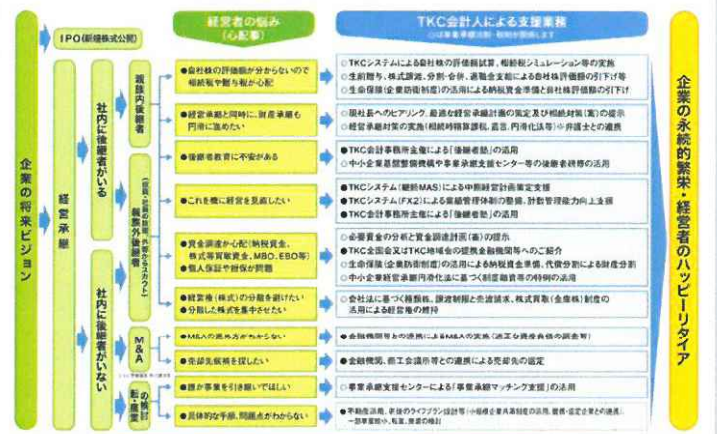 経営者の悩み
(心配事)
TKC会計人による支援業務
企業の将来ビジョン
IPO(新規株式公開)
経営承継
社内に後継者がいる
社内に後継者がいない
親族内後継者
親族外後継者
M&A
の検討
●自社株の評価額が分からないので
相続税や贈与税が心配
○TKCシステムによる自社株の評価額試算、相続税シミュレーション等の実施
○生前贈与、株式譲渡、分割・合併、退職金支給による自社株評価額の引下げ等
○生命保険(企業防衛制度)の活用による納税資金準備と自社株評価額の引下げ
●経営承継と同時に、財産承継も
円滑に進めたい
○現社長へのヒアリング、最適な経営承継計画の策定及び相続対策(案)の提示
○経営承継対策の実施(相続時精算課税、遺言、円滑化法等)※弁護士との連携
●後継者教育に不安がある
●TKC会計事務所主催による「後継者塾」の活用
○中小企業基盤整備機構や事業承継支援センター等の後継者研修の活用
●これを機に経営を見直したい
●TKCシステム(継続MAS)による中期経営計画策定支援
●TKCシステム(FX2)による業績管理体制の整備、計数管理能力向上支援
●TKC会計事務所主催による「後継者塾」の活用
●資金調達が心配(納税資金、
株式等買取資金、MBO、EBO等)
●個人保証や担保が問題
○必要資金の分析と資金調達計画(案)の提示
●TKC全国会又はTKC地域会の提携金融機関等へのご紹介
○生命保険(企業防衛制度)の活用による納税資金準備、代償分割による財産分割
○中小企業経営承継円滑化法に基づく制度融資等の特例の活用
●経営権(株式)の分散を避けたい
●分散した株式を集中させたい
○会社法に基づく種類株、譲渡制限と売渡請求、株式買取(金庫株)制度の
活用による経営権の維持
●M&Aの進め方がわからない
●金融機関等との連携によるM&Aの実施
●売却先候補を探したい
●金融機関、商工会議所等との連携による売却先の選定
●誰か事業を引き継いでほしい
○事業承継支援センターによる「事業承継マッチング支援」の活用
●具体的な手順、問題点がわからない
企業の永続的繁栄・経営者のハッピーリタイア